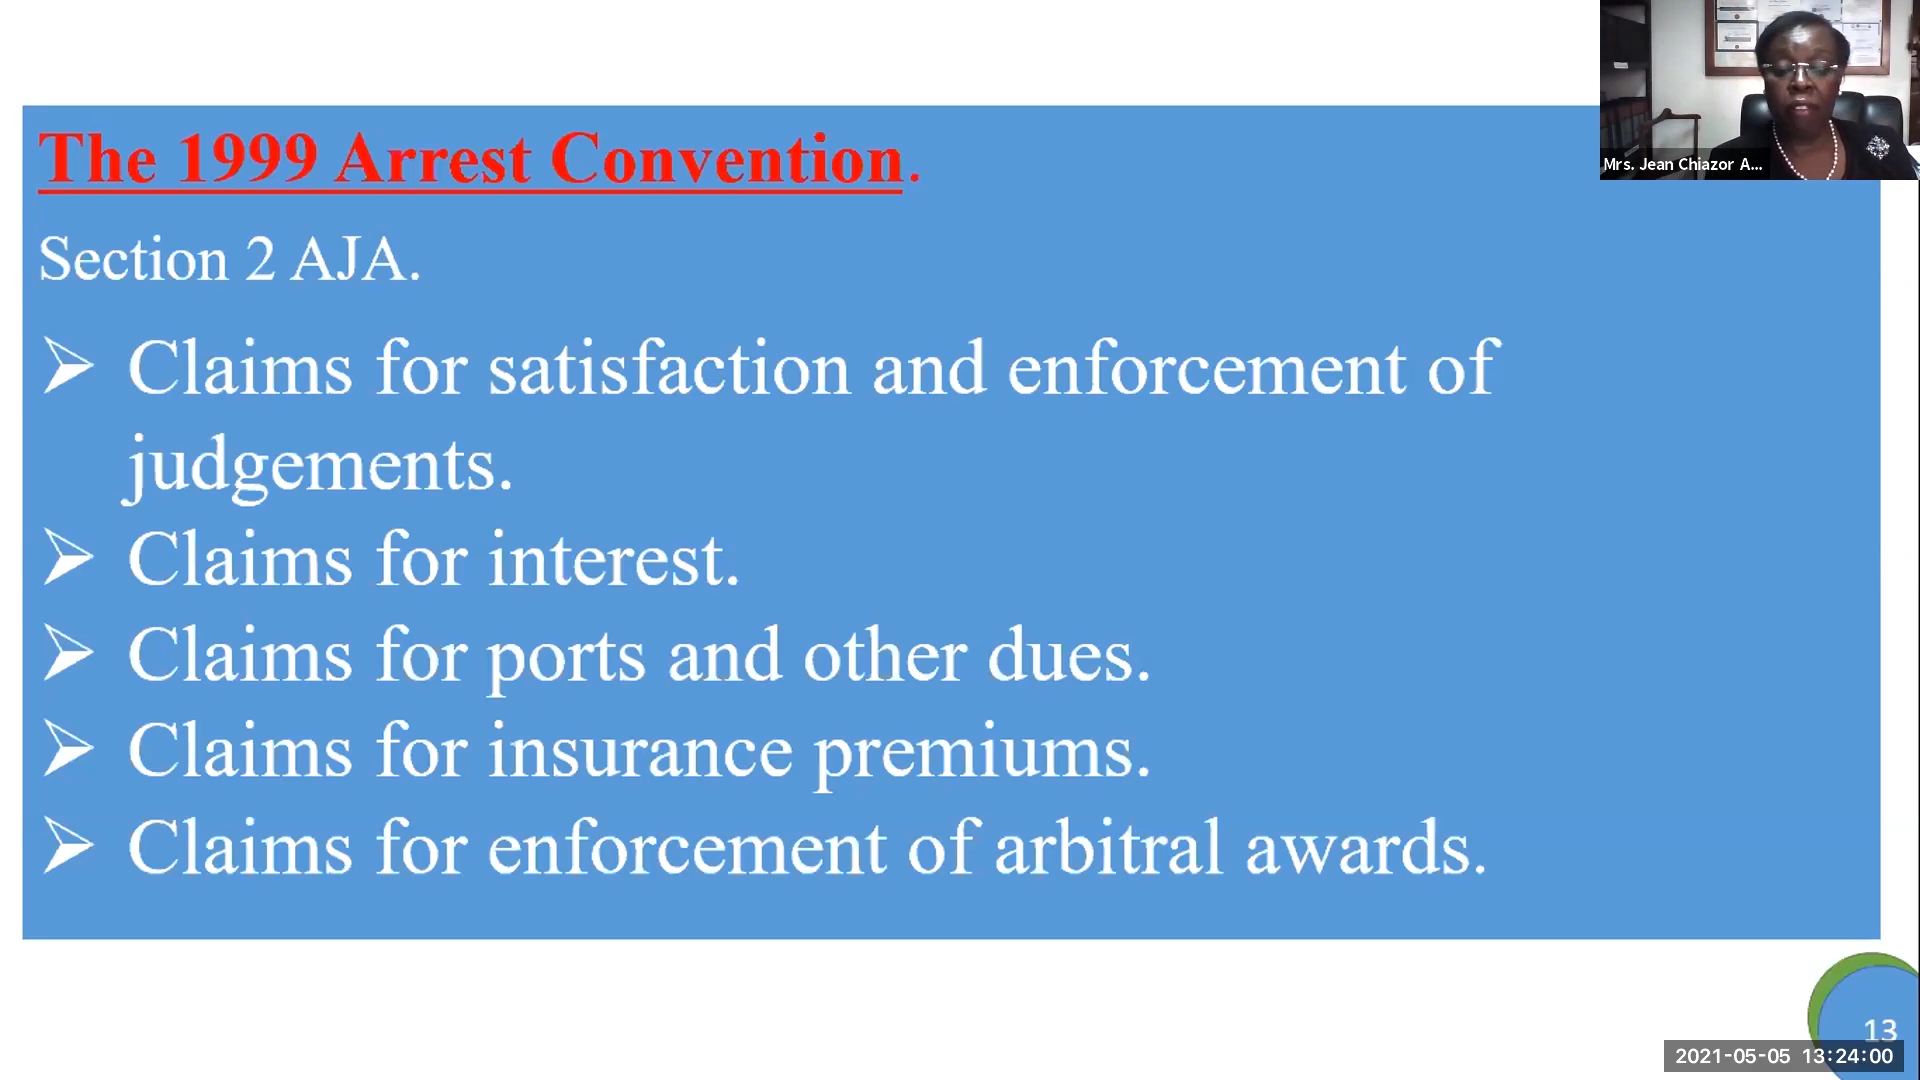 The 1999 Arrest Convention.
Section 2 AJA.
➢ Claims for satisfaction and enforcement of
judgements.
➢ Claims for interest.
➢ Claims for ports and other dues.
➢ Claims for insurance premiums.
➢ Claims for enforcement of arbitral awards.
Mrs. Jean Chiazor A...
13
2021-05-05 13:24:00